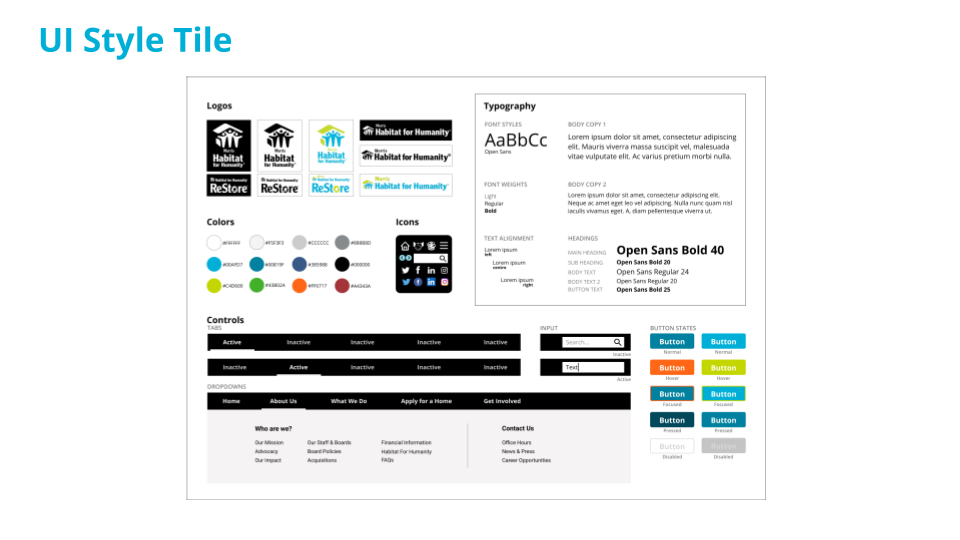 UI Style Tile
Logos
Morris
Habitat
for Humanity
Morris
Habitat
for Humanity
Morris
Habitat
for Humanity
Morris
Habitat for Humanity
Morris
Habitat for Humanity®
Morris
Habitat for Humanity
Habitat for Humanity
ReStore
Habitat for Humanity
ReStore
Habitat for Humanity
ReStore
Colors
#FFFFFF
#F3F3F3
#CCCCCC
#00AFD7
#000000
#C4D600
Icons
Typography
FONT STYLES
AaBbCc
Open Sans
BODY COPY 1
Lorem ipsum dolor sit amet, consectetur adipiscing
elit. Mauris viverra massa suscipit vel, malesuada
vitae vulputate elit. Ac varius pretium morbi nulla.
FONT WEIGHTS
Light
Regular
Bold
BODY COPY 2
Lorem ipsum dolor sit amet, consectetur adipiscing elit.
Neque ac amet eget leo vel adipiscing. Nulla nunc quam nisl
iaculis vivamus eget. A, diam pellentesque viverra ut.
TEXT ALIGNMENT
Lorem ipsum
left
Lorem ipsum
centre
Lorem ipsum
right
HEADINGS
MAIN HEADING Open Sans Bold 40
SUB HEADING Open Sans Bold 20
BODY TEXT Open Sans Regular 24
BODY TEXT 2 Open Sans Regular 20
BUTTON TEXT Open Sans Bold 25
Controls
TABS
Active Inactive Inactive Inactive Inactive
Inactive Active Inactive Inactive Inactive
INPUT
Search...
Inactive
Text
Active
DROPDOWNS
Home About Us What We Do Apply for a Home Get Involved
Who are we?
Our Mission Our Staff & Boards Financial Information
Advocacy Board Policies Habitat For Humanity
Our Impact Acquisitions FAQs
Contact Us
Office Hours
News & Press
Career Opportunities
BUTTON STATES
Button Button
Normal Normal
Button Button
Hover Hover
Button Button
Focused Focused
Button Button
Pressed Pressed
Button Button
Disabled Disabled